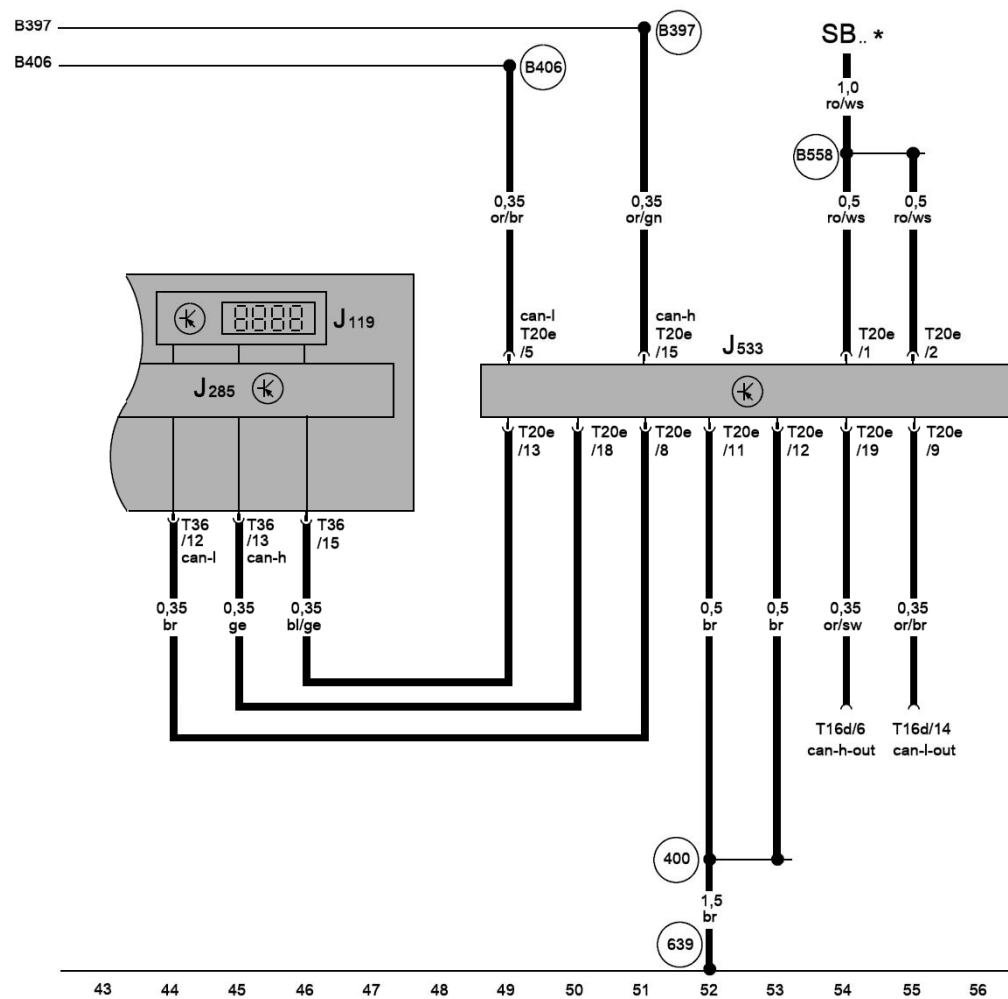 B397
B397
SB.. *
B406
B406
1,0
ro/ws
B558
0,35
or/br
0,35
or/gn
0,5
ro/ws
0,5
ro/ws
can-l
T20e
/5
can-h
T20e
/15
J533
T20e
/1
T20e
/2
8888
J119
J285
T20e
/13
T20e
/18
T20e
/8
T20e
/11
T20e
/12
T20e
/19
T20e
/9
T36
/12
can-l
T36
/13
can-h
T36
/15
0,35
br
0,35
ge
0,35
bl/ge
0,5
br
0,5
br
0,35
or/sw
0,35
or/br
T16d/6
can-h-out
T16d/14
can-l-out
400
1,5
br
639
43 44 45 46 47 48 49 50 51 52 53 54 55 56